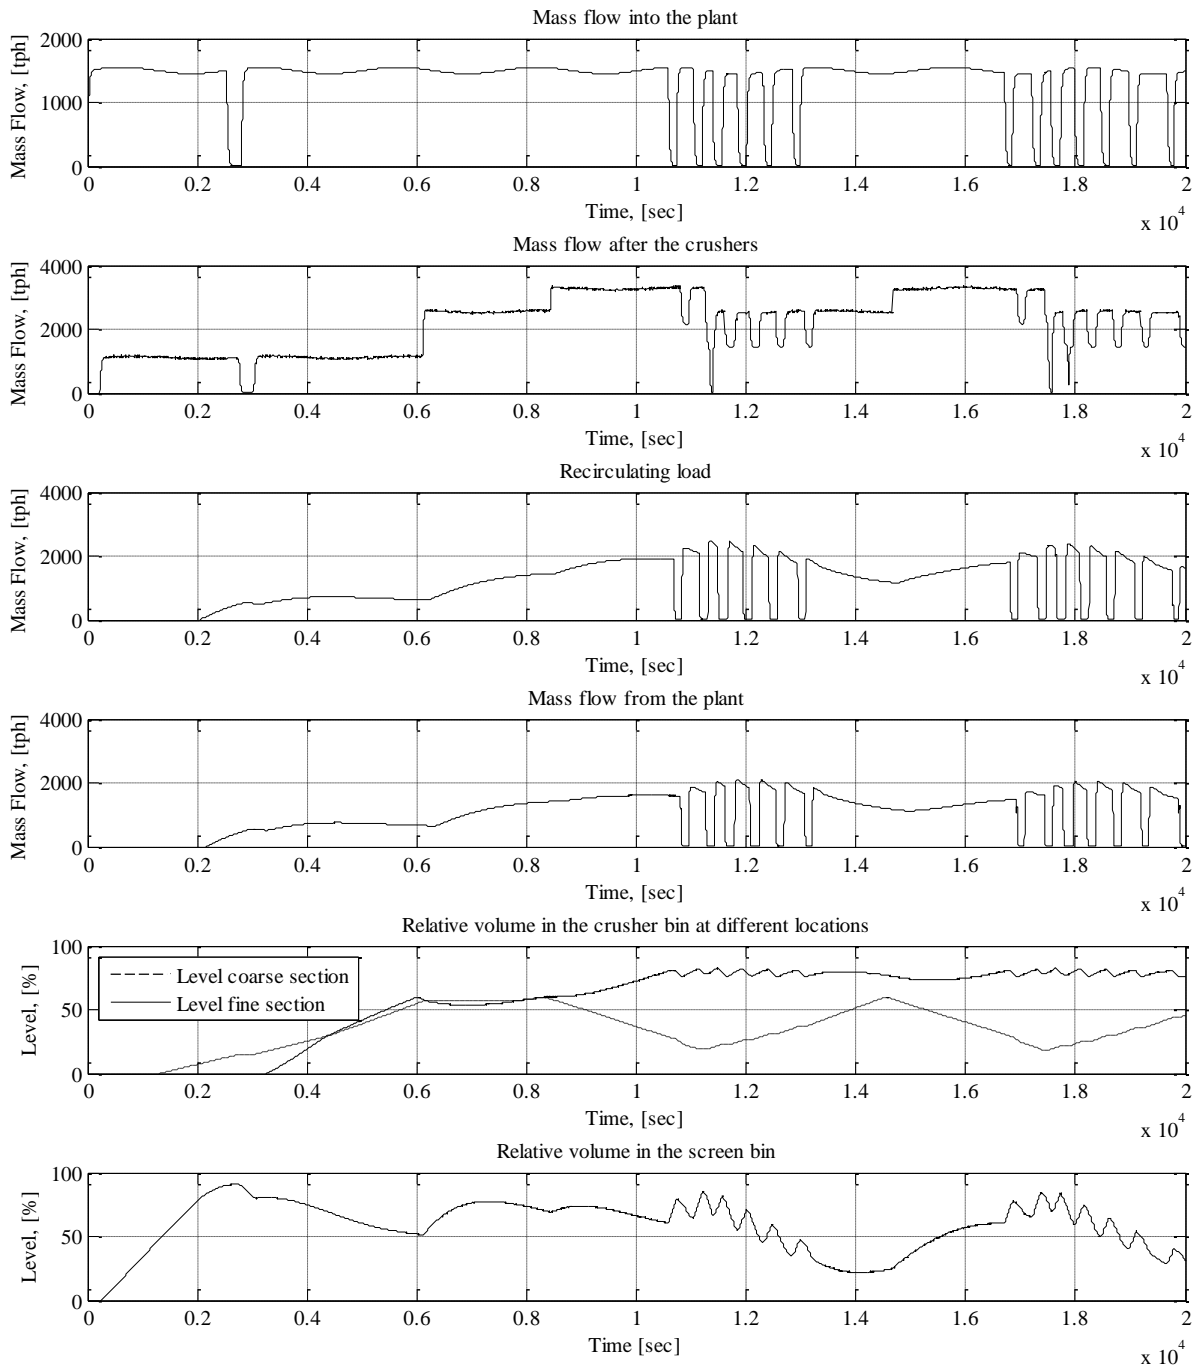 Mass flow into the plant
Mass Flow, [tph]
2000
1000
0
0 0.2 0.4 0.6 0.8 1 1.2 1.4 1.6 1.8 2
Time, [sec]
x 10^4
Mass flow after the crushers
Mass Flow, [tph]
4000
2000
0
0 0.2 0.4 0.6 0.8 1 1.2 1.4 1.6 1.8 2
Time, [sec]
x 10^4
Recirculating load
Mass Flow, [tph]
4000
2000
0
0 0.2 0.4 0.6 0.8 1 1.2 1.4 1.6 1.8 2
Time, [sec]
x 10^4
Mass flow from the plant
Mass Flow, [tph]
4000
2000
0
0 0.2 0.4 0.6 0.8 1 1.2 1.4 1.6 1.8 2
Time, [sec]
x 10^4
Relative volume in the crusher bin at different locations
Level, [%]
100
50
0
Level coarse section
Level fine section
0 0.2 0.4 0.6 0.8 1 1.2 1.4 1.6 1.8 2
Time, [sec]
x 10^4
Relative volume in the screen bin
Level, [%]
100
50
0
0 0.2 0.4 0.6 0.8 1 1.2 1.4 1.6 1.8 2
Time [sec]
x 10^4